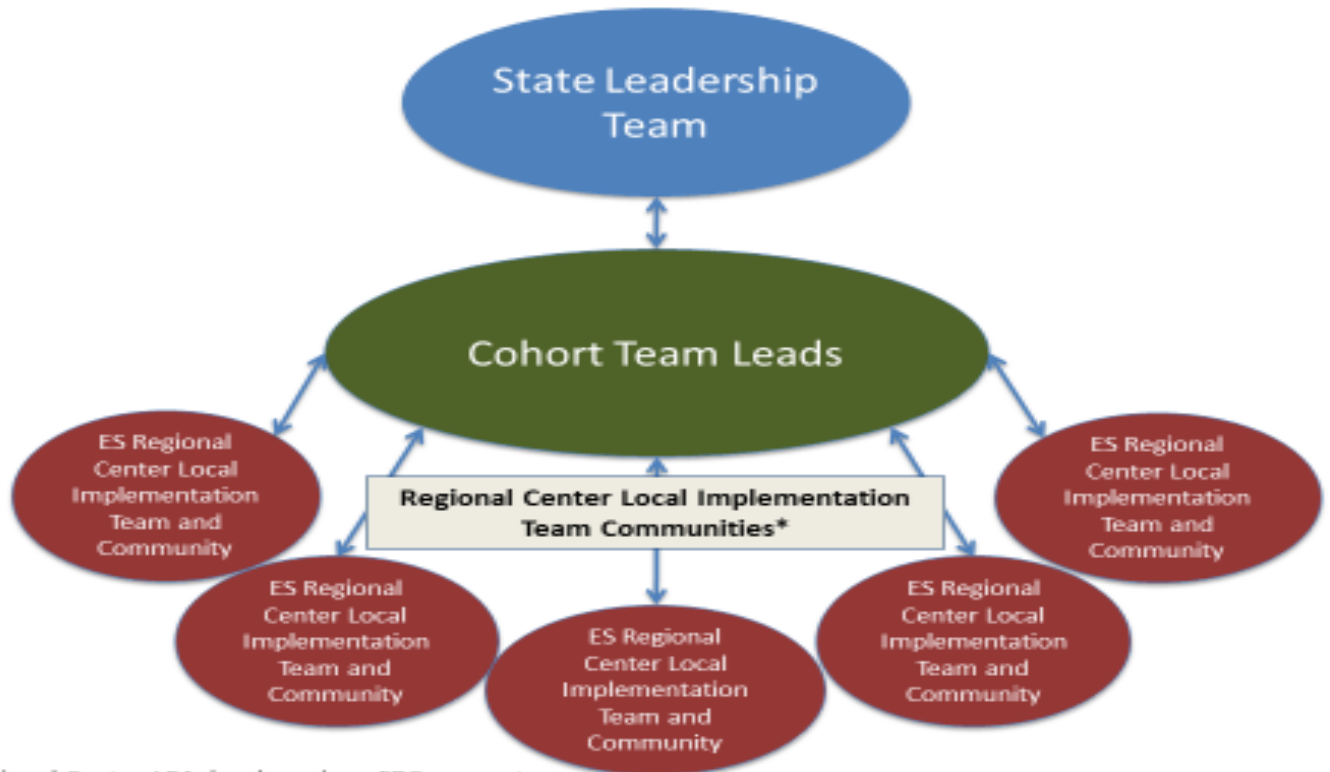 State Leadership
Team
Cohort Team Leads
Regional Center Local Implementation
Team Communities*
ES Regional
Center Local
Implementation
Team and
Community
ES Regional
Center Local
Implementation
Team and
Community
ES Regional
Center Local
Implementation
Team and
Community
ES Regional
Center Local
Implementation
Team and
Community
ES Regional
Center Local
Implementation
Team and
Community